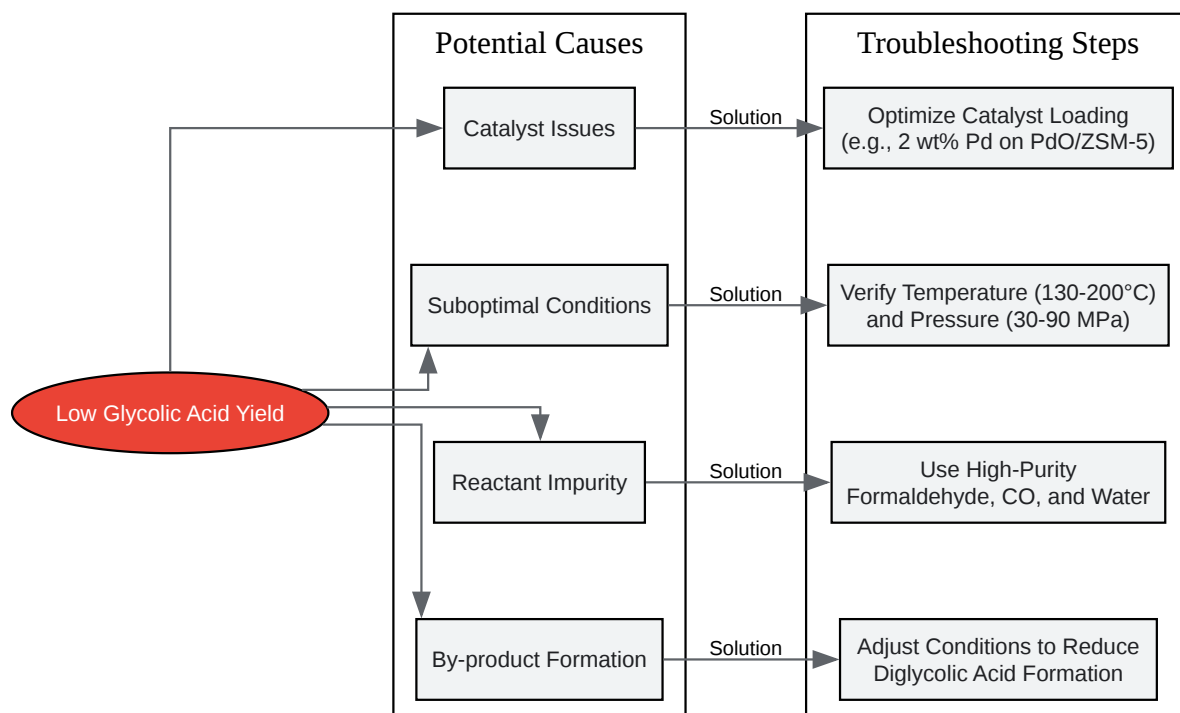 Potential Causes
Troubleshooting Steps
Catalyst Issues
Solution
Optimize Catalyst Loading
(e.g., 2 wt% Pd on PdO/ZSM-5)
Suboptimal Conditions
Solution
Verify Temperature (130-200°C)
and Pressure (30-90 MPa)
Low Glycolic Acid Yield
Reactant Impurity
Solution
Use High-Purity
Formaldehyde, CO, and Water
By-product Formation
Solution
Adjust Conditions to Reduce
Diglycolic Acid Formation